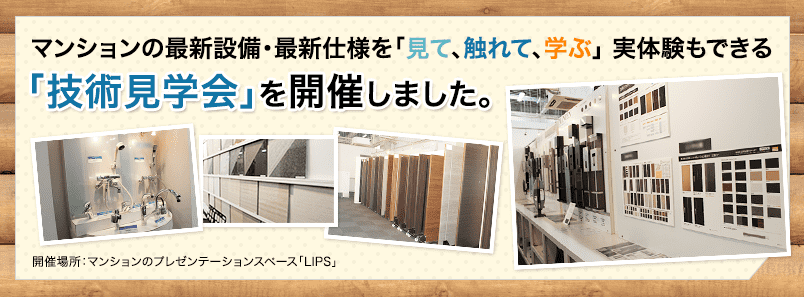 マンションの最新設備・最新仕様を「見て、触れて、学ぶ」 実体験もできる
「技術見学会」を開催しました。
開催場所：マンションのプレゼンテーションスペース「LIPS」